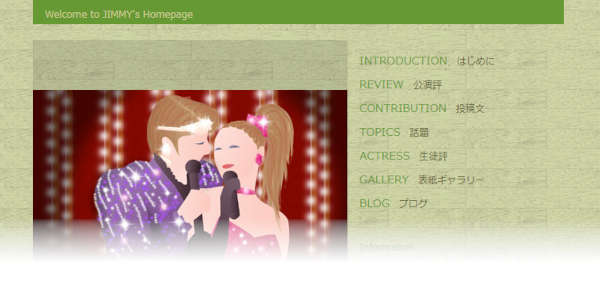 Welcome to JIMMY's Homepage
INTRODUCTION はじめに
REVIEW 公演評
CONTRIBUTION 投稿文
TOPICS 話題
ACTRESS 生徒評
GALLERY 表紙ギャラリー
BLOG ブログ